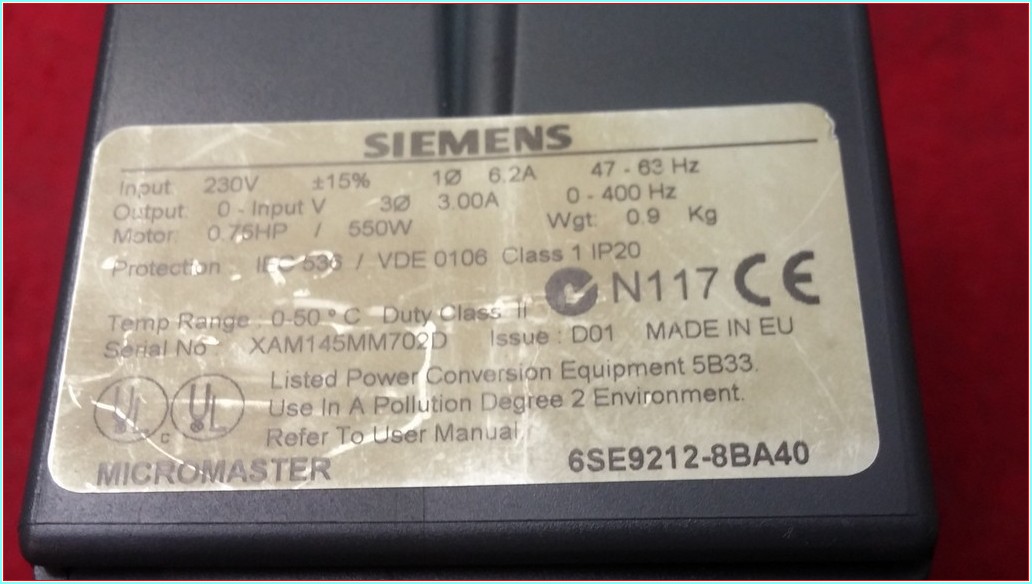 SIEMENS
Input 230V ±15% 1Ø 6.2A 47 - 63 Hz
Output: 0 - Input V 3Ø 3.00A 0 - 400 Hz
Motor: 0.75HP / 550W Wgt: 0.9 Kg
Protection : IEC 536 / VDE 0106 Class 1 IP20
N117 CE
Temp Range : 0-50 ° C Duty Class II
Serial No : XAM145MM702D Issue : D01 MADE IN EU
Listed Power Conversion Equipment 5B33.
UL c UL Use In A Pollution Degree 2 Environment.
Refer To User Manual.
MICROMASTER 6SE9212-8BA40